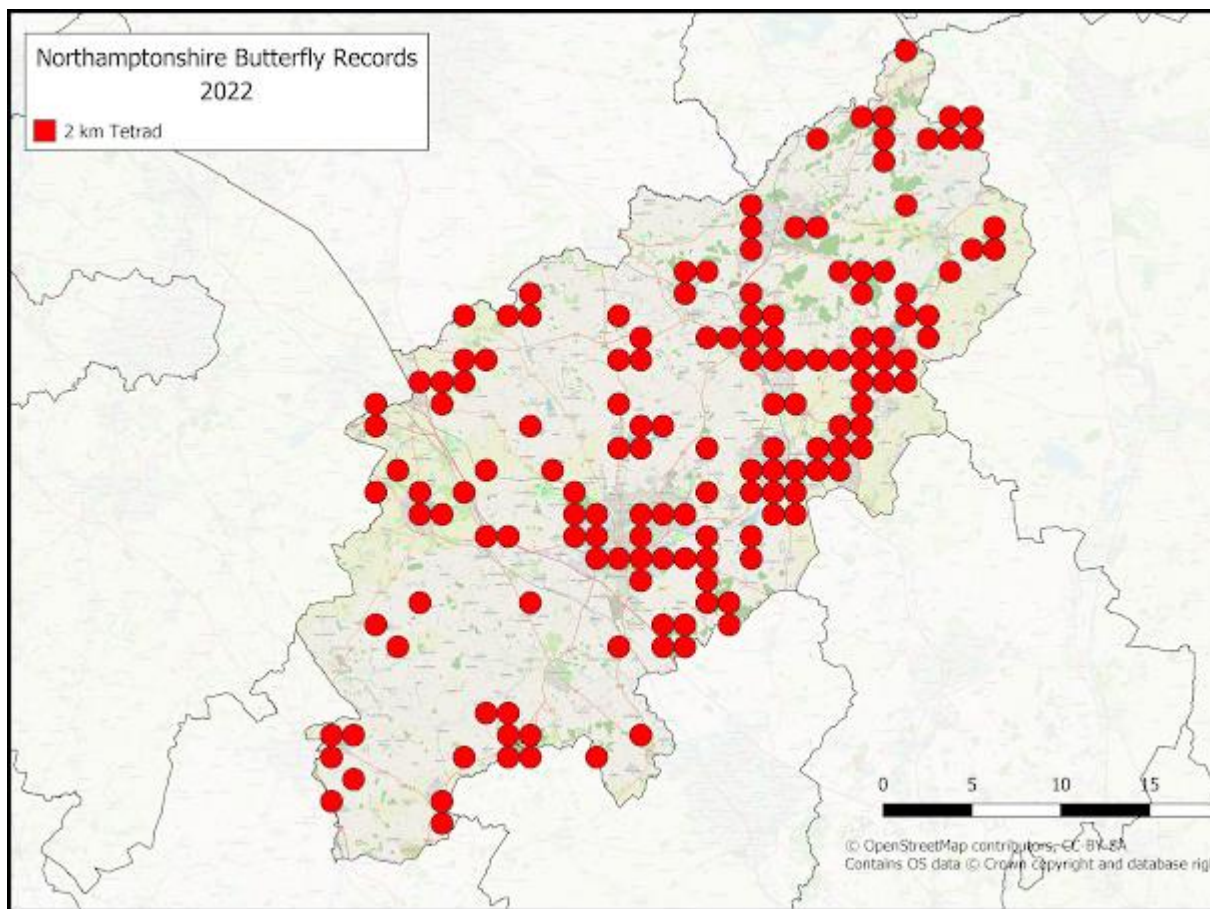 Northamptonshire Butterfly Records
2022
2 km Tetrad
0 5 10 15
© OpenStreetMap contributors, CC-BY-SA
Contains OS data © Crown copyright and database